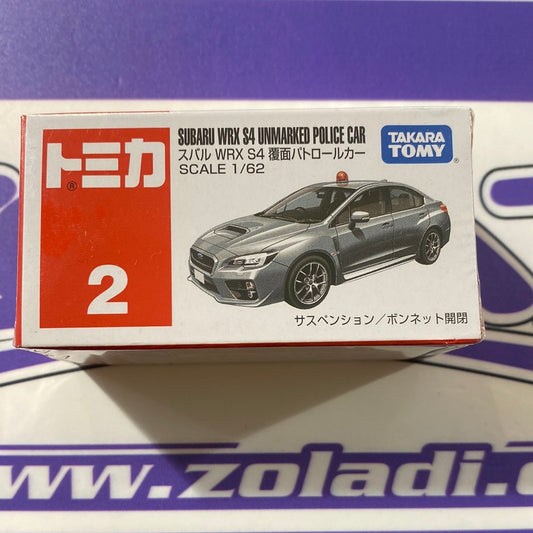 トミカ
®
2
SUBARU WRX S4 UNMARKED POLICE CAR
スバル WRX S4 覆面パトロールカー
SCALE 1/62
TAKARA
TOMY
®
サスペンション／ボンネット開閉
www.zoladi.c